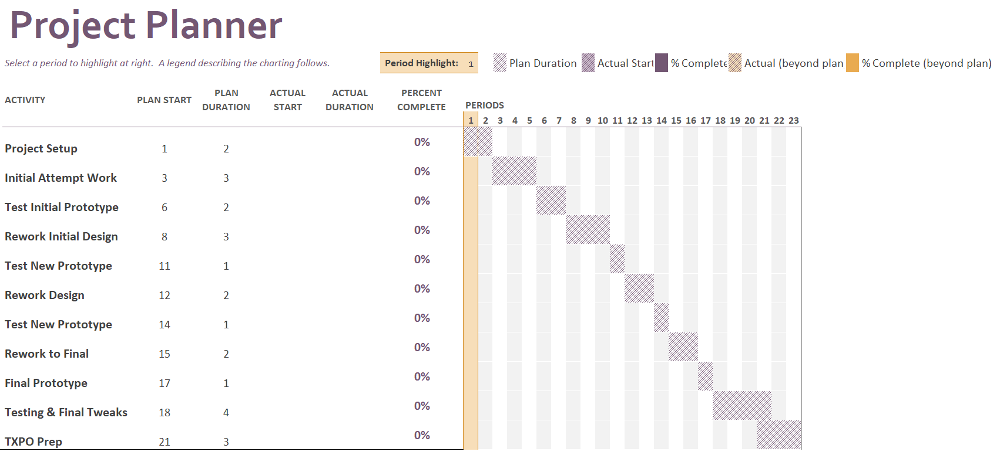 Project Planner
Select a period to highlight at right.  A legend describing the charting follows.
Period Highlight: 1
Plan Duration
Actual Start
% Complete
Actual (beyond plan)
% Complete (beyond plan)
ACTIVITY PLAN START PLAN DURATION ACTUAL START ACTUAL DURATION PERCENT COMPLETE
PERIODS
1 2 3 4 5 6 7 8 9 10 11 12 13 14 15 16 17 18 19 20 21 22 23
Project Setup 1 2 0%
Initial Attempt Work 3 3 0%
Test Initial Prototype 6 2 0%
Rework Initial Design 8 3 0%
Test New Prototype 11 1 0%
Rework Design 12 2 0%
Test New Prototype 14 1 0%
Rework to Final 15 2 0%
Final Prototype 17 1 0%
Testing & Final Tweaks 18 4 0%
TXPO Prep 21 3 0%